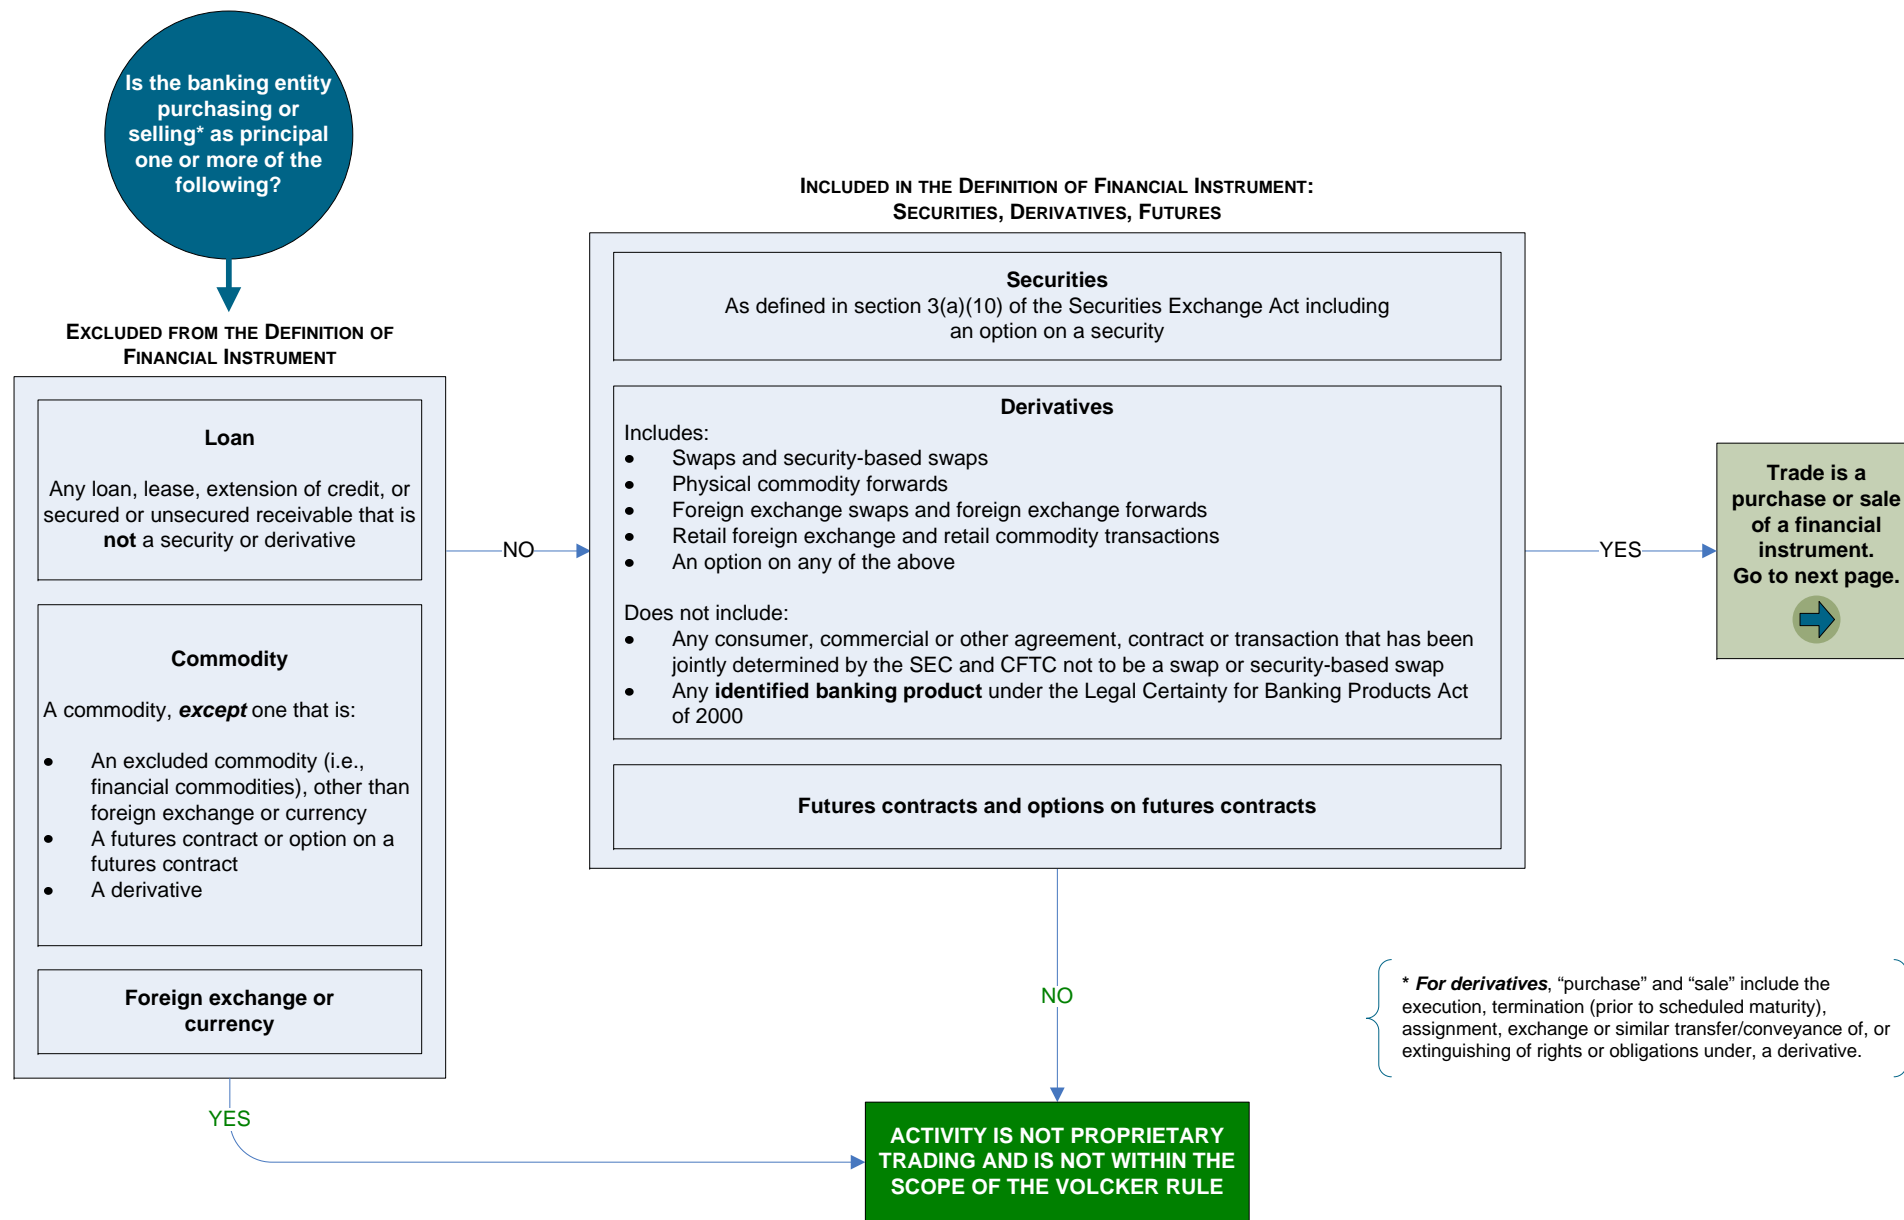 Is the banking entity
purchasing or
selling* as principal
one or more of the
following?
EXCLUDED FROM THE DEFINITION OF
FINANCIAL INSTRUMENT
Loan
Any loan, lease, extension of credit, or
secured or unsecured receivable that is
not a security or derivative
Commodity
A commodity, except one that is:
• An excluded commodity (i.e.,
financial commodities), other than
foreign exchange or currency
• A futures contract or option on a
futures contract
• A derivative
Foreign exchange or
currency
NO
YES
INCLUDED IN THE DEFINITION OF FINANCIAL INSTRUMENT:
SECURITIES, DERIVATIVES, FUTURES
Securities
As defined in section 3(a)(10) of the Securities Exchange Act including
an option on a security
Derivatives
Includes:
• Swaps and security-based swaps
• Physical commodity forwards
• Foreign exchange swaps and foreign exchange forwards
• Retail foreign exchange and retail commodity transactions
• An option on any of the above
Does not include:
• Any consumer, commercial or other agreement, contract or transaction that has been
jointly determined by the SEC and CFTC not to be a swap or security-based swap
• Any identified banking product under the Legal Certainty for Banking Products Act
of 2000
Futures contracts and options on futures contracts
YES
NO
Trade is a
purchase or sale
of a financial
instrument.
Go to next page.
* For derivatives, “purchase” and “sale” include the
execution, termination (prior to scheduled maturity),
assignment, exchange or similar transfer/conveyance of, or
extinguishing of rights or obligations under, a derivative.
ACTIVITY IS NOT PROPRIETARY
TRADING AND IS NOT WITHIN THE
SCOPE OF THE VOLCKER RULE